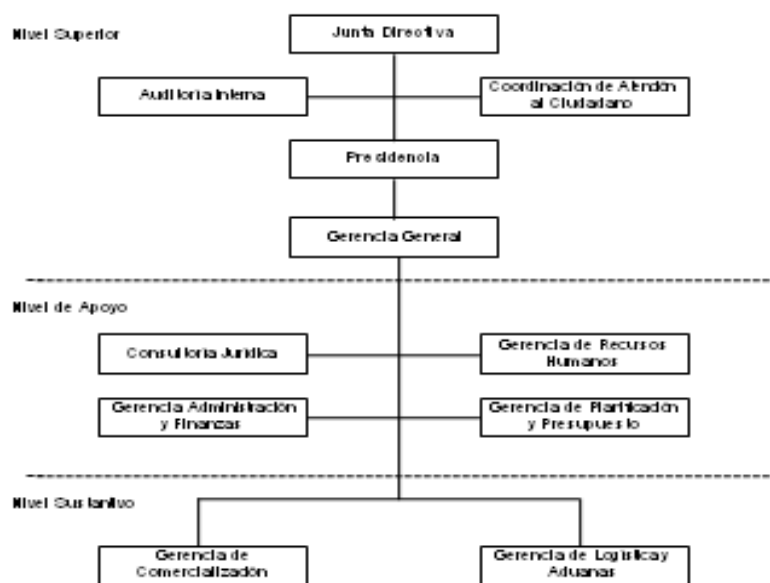 Nivel Superior
Junta Directiva
Auditoría Interna
Coordinación de Atención
al Ciudadano
Presidencia
Gerencia General
Nivel de Apoyo
Consultoría Jurídica
Gerencia de Recursos
Humanos
Gerencia Administración
y Finanzas
Gerencia de Planificación
y Presupuesto
Nivel Sustantivo
Gerencia de
Comercialización
Gerencia de Logística y
Aduanas